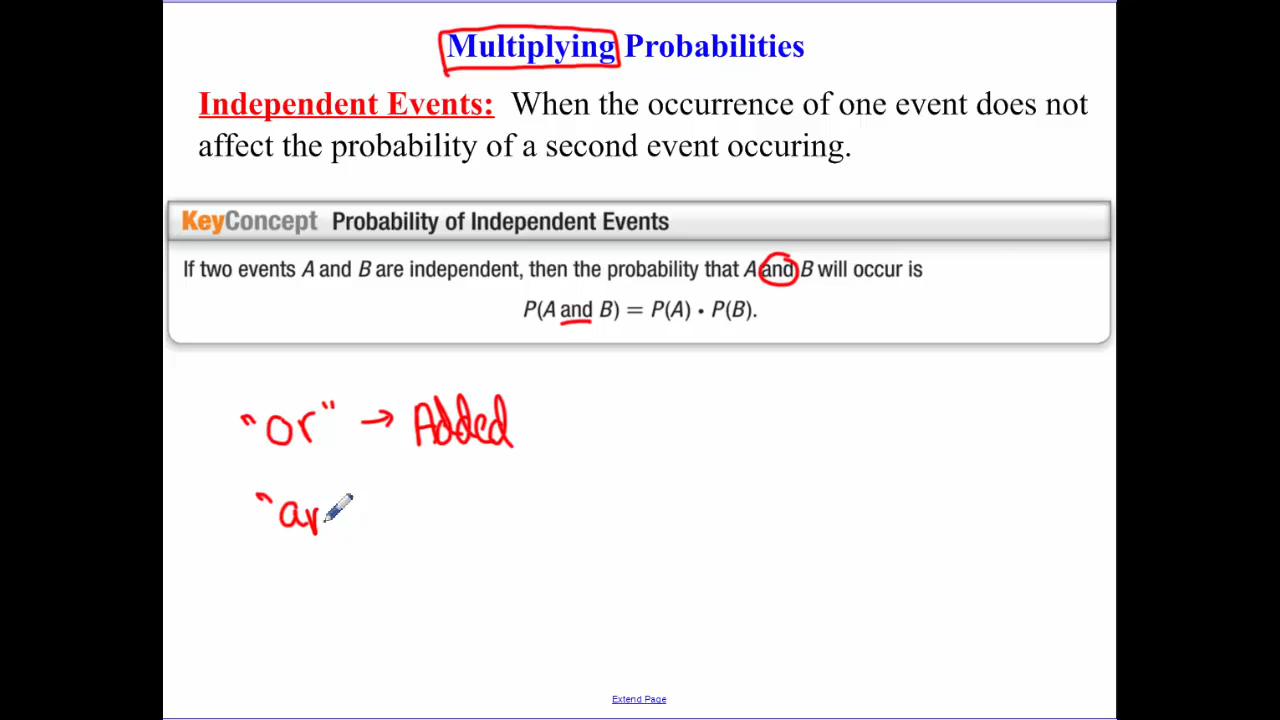 Multiplying Probabilities
Independent Events: When the occurrence of one event does not
affect the probability of a second event occuring.
KeyConcept Probability of Independent Events
If two events A and B are independent, then the probability that A and B will occur is
P(A and B) = P(A) • P(B).
"or" → Added
"an
Extend Page